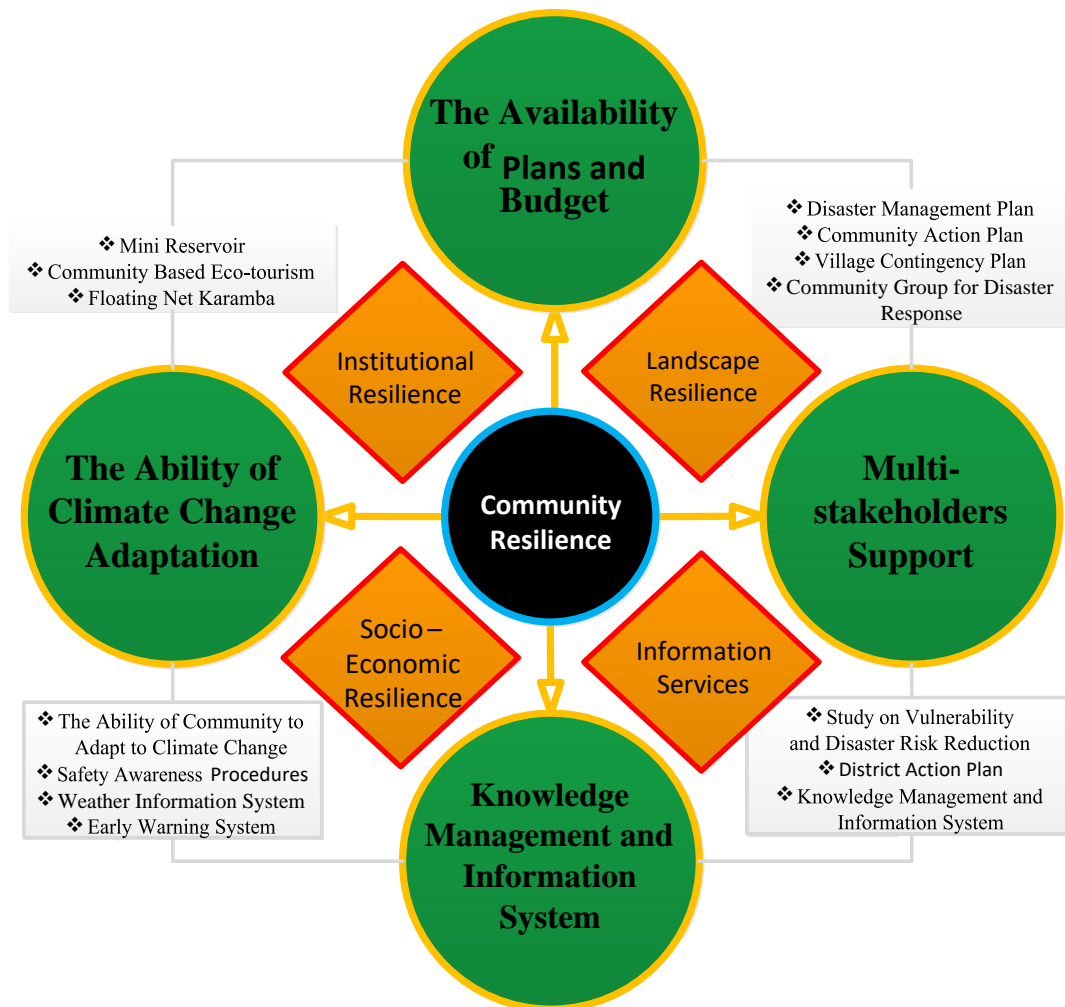 The Availability
of Plans and
Budget
❖ Mini Reservoir
❖ Community Based Eco-tourism
❖ Floating Net Karamba
❖ Disaster Management Plan
❖ Community Action Plan
❖ Village Contingency Plan
❖ Community Group for Disaster
Response
Institutional
Resilience
Landscape
Resilience
The Ability of
Climate Change
Adaptation
Community
Resilience
Multi-
stakeholders
Support
Socio –
Economic
Resilience
Information
Services
❖ The Ability of Community to
Adapt to Climate Change
❖ Safety Awareness Procedures
❖ Weather Information System
❖ Early Warning System
Knowledge
Management and
Information
System
❖ Study on Vulnerability
and Disaster Risk Reduction
❖ District Action Plan
❖ Knowledge Management and
Information System